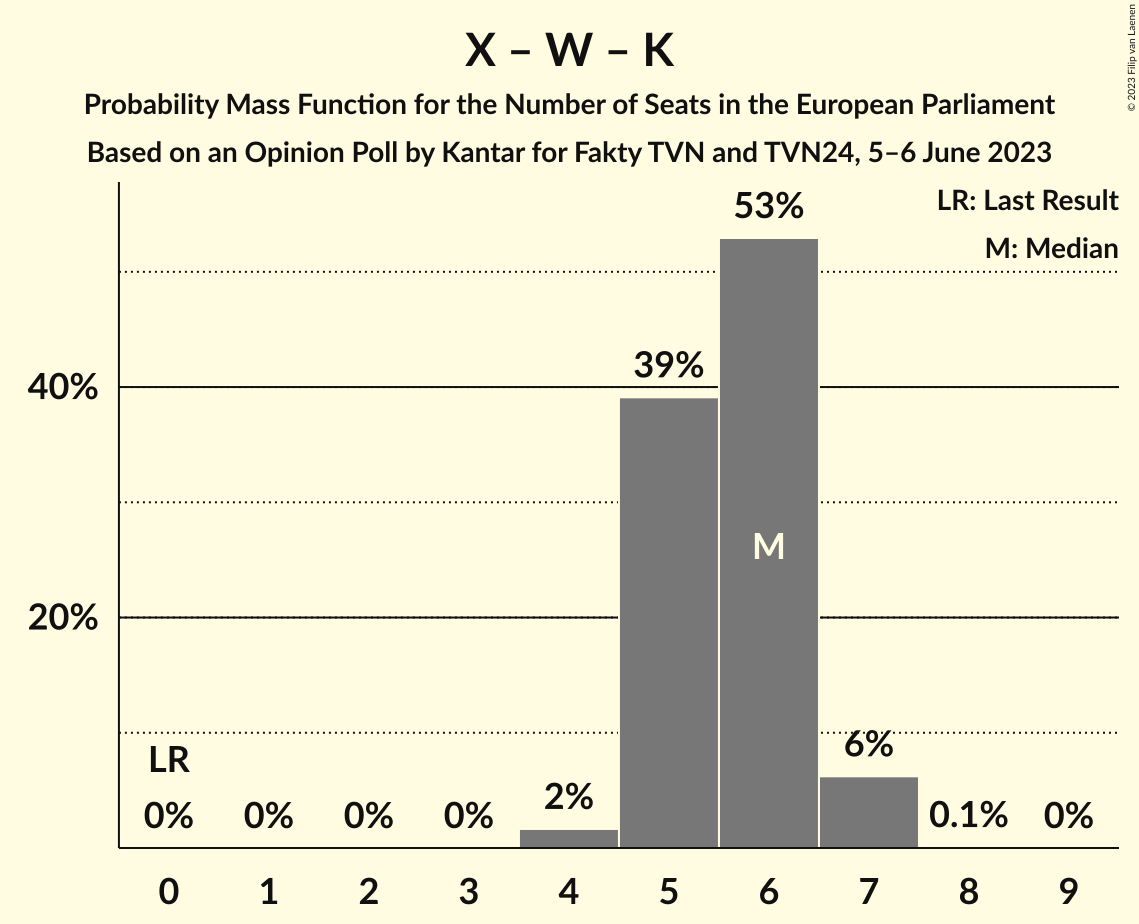 X – W – K
Probability Mass Function for the Number of Seats in the European Parliament
Based on an Opinion Poll by Kantar for Fakty TVN and TVN24, 5–6 June 2023
© 2023 Filip van Laenen
LR: Last Result
M: Median
53%
39%
40%
M
20%
LR
6%
2%
0%
0%
0%
0%
0.1%
0%
0
1
2
3
4
5
6
7
8
9